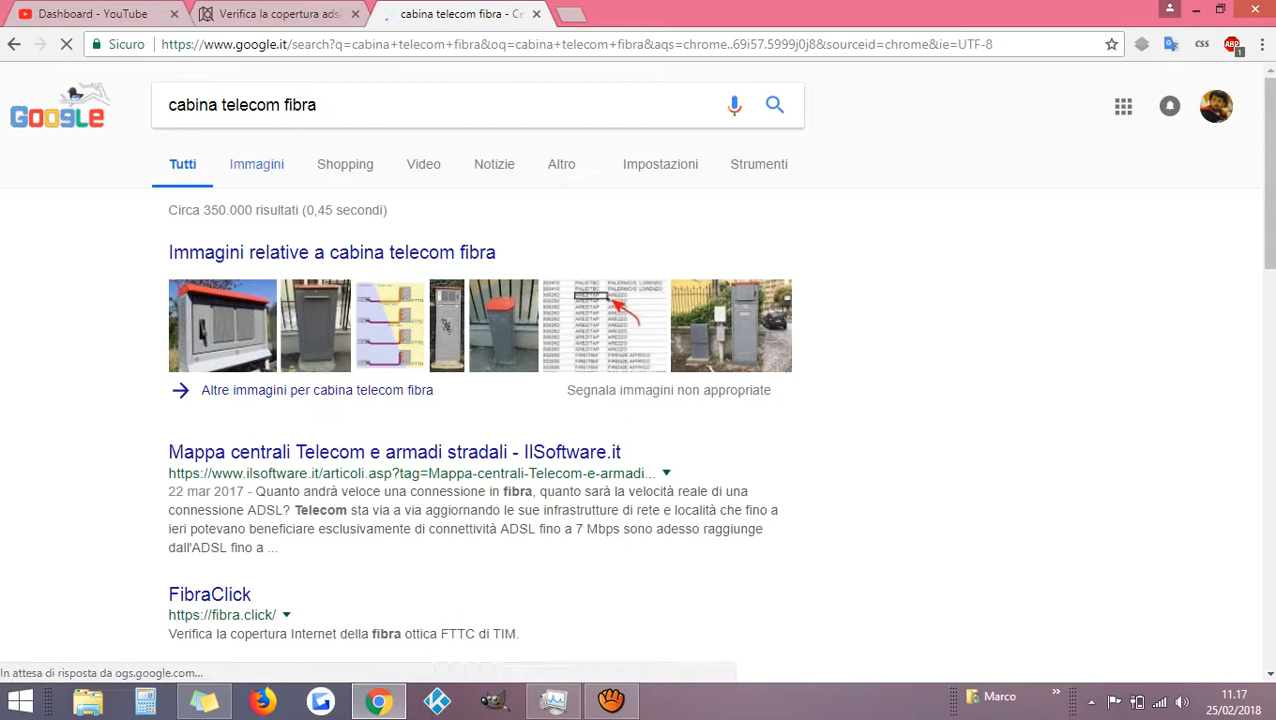 Dashboard - YouTube
Verifica la copertura adsl
cabina telecom fibra - Ce
Sicuro
https://www.google.it/search?q=cabina+telecom+fibra&oq=cabina+telecom+fibra&aqs=chrome..69i57.5999j0j8&sourceid=chrome&ie=UTF-8
CSS
ABP
1
Google
cabina telecom fibra
Tutti
Immagini
Shopping
Video
Notizie
Altro
Impostazioni
Strumenti
Circa 350.000 risultati (0,45 secondi)
Immagini relative a cabina telecom fibra
Altre immagini per cabina telecom fibra
Segnala immagini non appropriate
Mappa centrali Telecom e armadi stradali - IlSoftware.it
https://www.ilsoftware.it/articoli.asp?tag=Mappa-centrali-Telecom-e-armadi...
22 mar 2017 - Quanto andrà veloce una connessione in fibra, quanto sarà la velocità reale di una
connessione ADSL? Telecom sta via a via aggiornando le sue infrastrutture di rete e località che fino a
ieri potevano beneficiare esclusivamente di connettività ADSL fino a 7 Mbps sono adesso raggiunge
dall'ADSL fino a ...
FibraClick
https://fibra.click/
Verifica la copertura Internet della fibra ottica FTTC di TIM.
In attesa di risposta da ogs.google.com...
Marco
11.17
25/02/2018